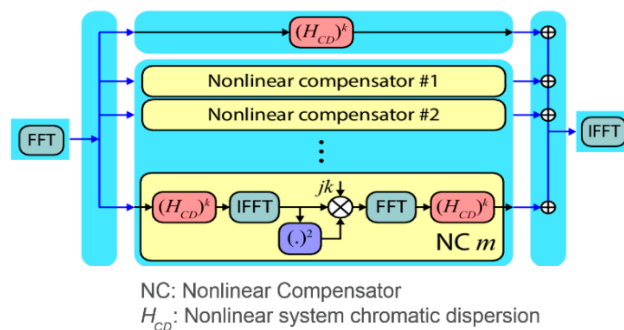 (H_CD)^k
Nonlinear compensator #1
Nonlinear compensator #2
FFT
IFFT
⋮
jk
(H_CD)^k IFFT FFT (H_CD)^k
(.)²
NC m
NC: Nonlinear Compensator
H_CD: Nonlinear system chromatic dispersion